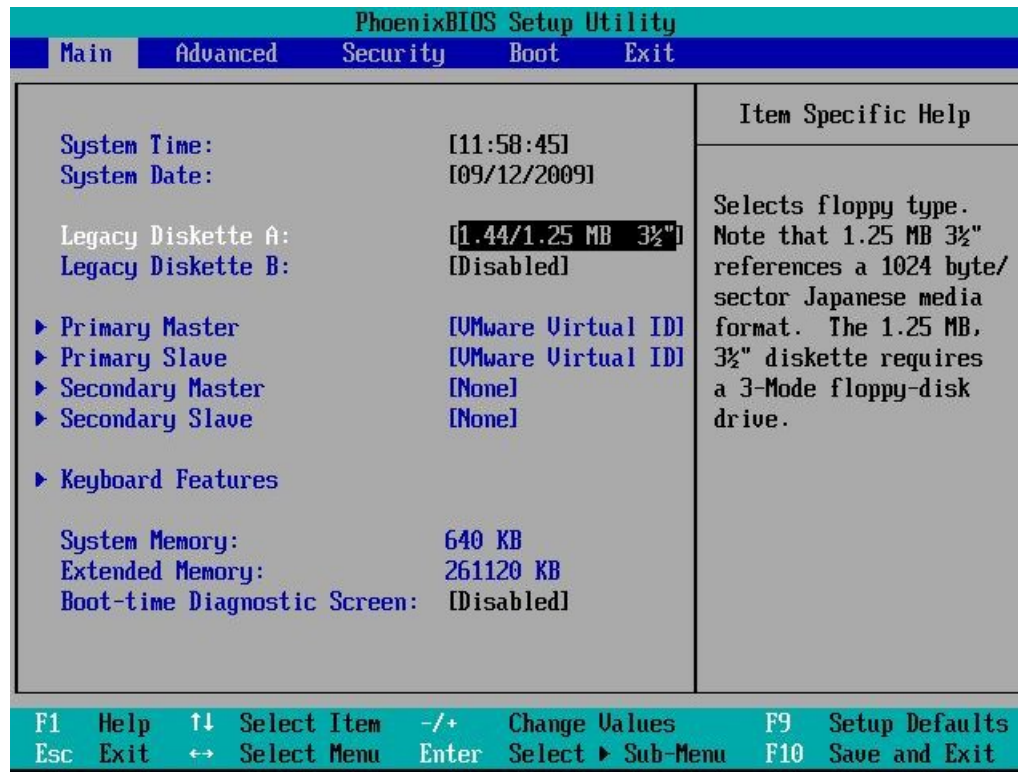 PhoenixBIOS Setup Utility
Main Advanced Security Boot Exit
System Time: [11:58:45]
System Date: [09/12/2009]
Legacy Diskette A: [1.44/1.25 MB 3½"]
Legacy Diskette B: [Disabled]
▶ Primary Master [VMware Virtual ID]
▶ Primary Slave [VMware Virtual ID]
▶ Secondary Master [None]
▶ Secondary Slave [None]
▶ Keyboard Features
System Memory: 640 KB
Extended Memory: 261120 KB
Boot-time Diagnostic Screen: [Disabled]
Item Specific Help
Selects floppy type.
Note that 1.25 MB 3½"
references a 1024 byte/
sector Japanese media
format. The 1.25 MB,
3½" diskette requires
a 3-Mode floppy-disk
drive.
F1 Help ↑↓ Select Item -/+ Change Values F9 Setup Defaults
Esc Exit ↔ Select Menu Enter Select ▶ Sub-Menu F10 Save and Exit